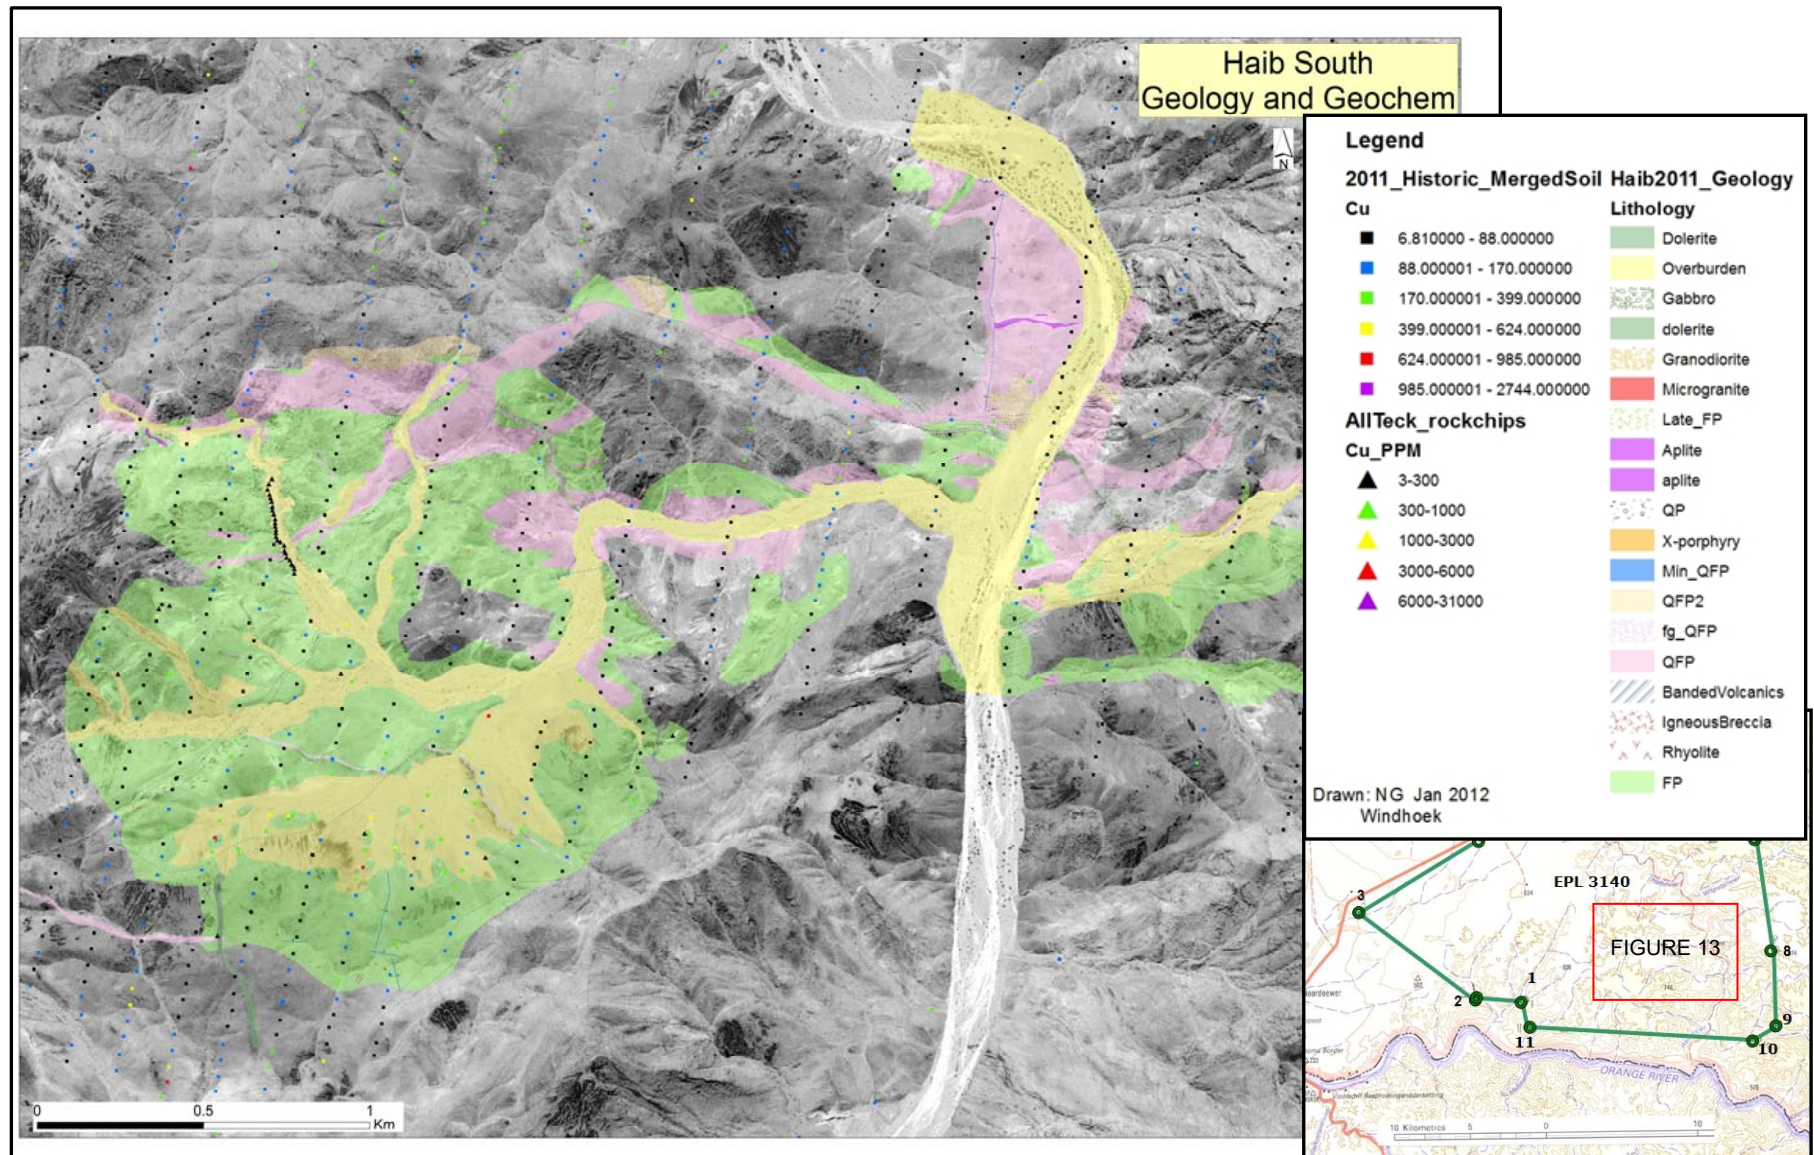 Haib South
Geology and Geochem
N
Legend
2011_Historic_MergedSoil
Cu
6.810000 - 88.000000
88.000001 - 170.000000
170.000001 - 399.000000
399.000001 - 624.000000
624.000001 - 985.000000
985.000001 - 2744.000000
AllTeck_rockchips
Cu_PPM
3-300
300-1000
1000-3000
3000-6000
6000-31000
Haib2011_Geology
Lithology
Dolerite
Overburden
Gabbro
dolerite
Granodiorite
Microgranite
Late_FP
Aplite
aplite
QP
X-porphyry
Min_QFP
QFP2
fg_QFP
QFP
BandedVolcanics
IgneousBreccia
Rhyolite
FP
Drawn: NG Jan 2012
Windhoek
0 0.5 1
Km
EPL 3140
3
FIGURE 13
8
1
2
9
11
10
ORANGE RIVER
10 Kilometres 5 0 10